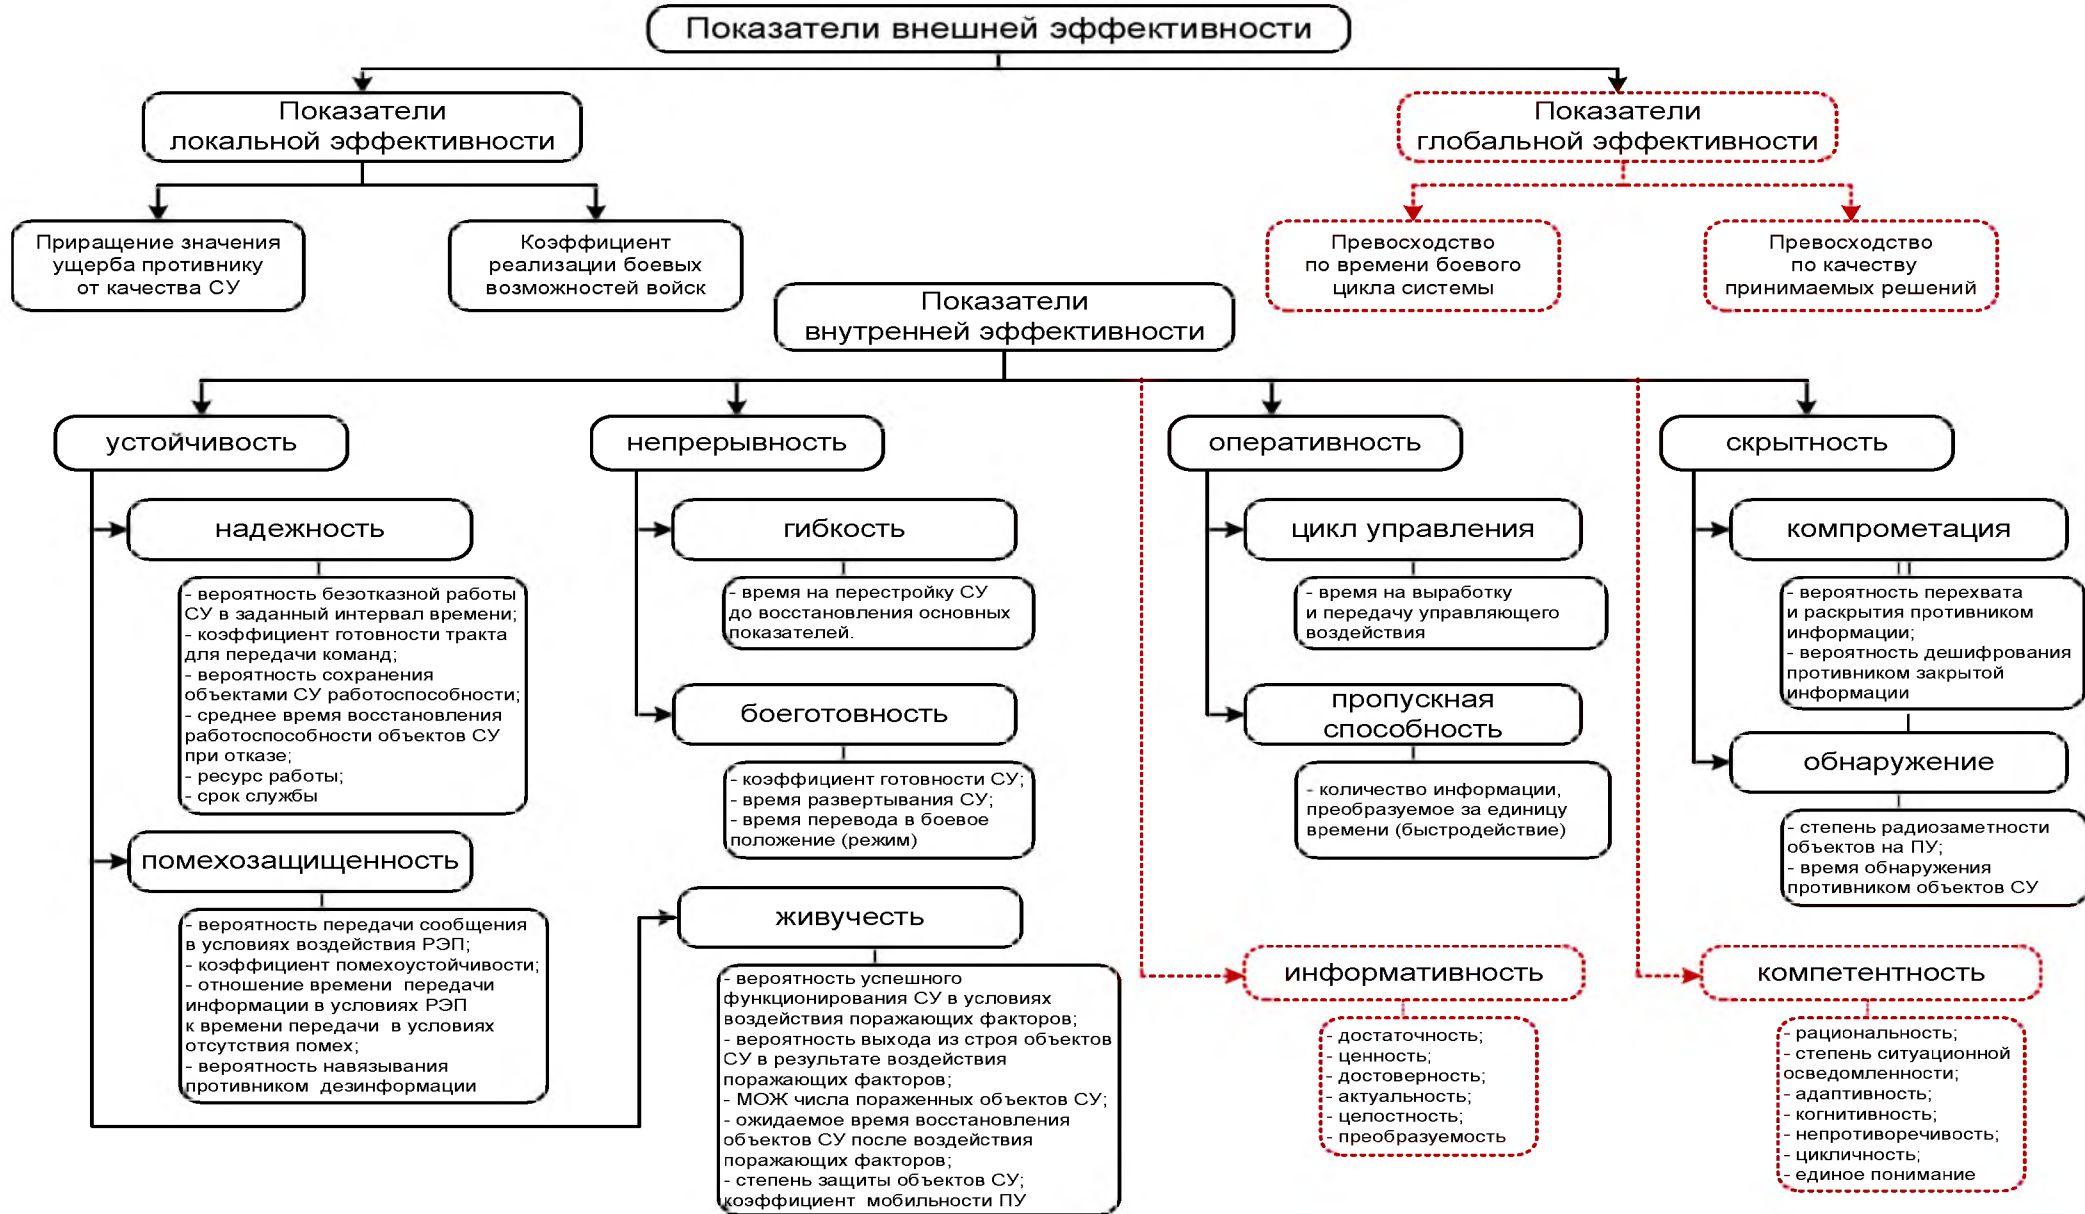 Показатели внешней эффективности
Показатели
локальной эффективности
Показатели
глобальной эффективности
Приращение значения
ущерба противнику
от качества СУ
Коэффициент
реализации боевых
возможностей войск
Превосходство
по времени боевого
цикла системы
Превосходство
по качеству
принимаемых решений
Показатели
внутренней эффективности
устойчивость
непрерывность
оперативность
скрытность
надежность
- вероятность безотказной работы
СУ в заданный интервал времени;
- коэффициент готовности тракта
для передачи команд;
- вероятность сохранения
объектами СУ работоспособности;
- среднее время восстановления
работоспособности объектов СУ
при отказе;
- ресурс работы;
- срок службы
помехозащищенность
- вероятность передачи сообщения
в условиях воздействия РЭП;
- коэффициент помехоустойчивости;
- отношение времени передачи
информации в условиях РЭП
к времени передачи в условиях
отсутствия помех;
- вероятность навязывания
противником дезинформации
гибкость
- время на перестройку СУ
до восстановления основных
показателей.
боеготовность
- коэффициент готовности СУ;
- время развертывания СУ;
- время перевода в боевое
положение (режим)
живучесть
- вероятность успешного
функционирования СУ в условиях
воздействия поражающих факторов;
- вероятность выхода из строя объектов
СУ в результате воздействия
поражающих факторов;
- МОЖ числа пораженных объектов СУ;
- ожидаемое время восстановления
объектов СУ после воздействия
поражающих факторов;
- степень защиты объектов СУ;
коэффициент мобильности ПУ
цикл управления
- время на выработку
и передачу управляющего
воздействия
пропускная
способность
- количество информации,
преобразуемое за единицу
времени (быстродействие)
информативность
- достаточность;
- ценность;
- достоверность;
- актуальность;
- целостность;
- преобразуемость
компрометация
- вероятность перехвата
и раскрытия противником
информации;
- вероятность дешифрования
противником закрытой
информации
обнаружение
- степень радиозаметности
объектов на ПУ;
- время обнаружения
противником объектов СУ
компетентность
- рациональность;
- степень ситуационной
осведомленности;
- адаптивность;
- когнитивность;
- непротиворечивость;
- цикличность;
- единое понимание